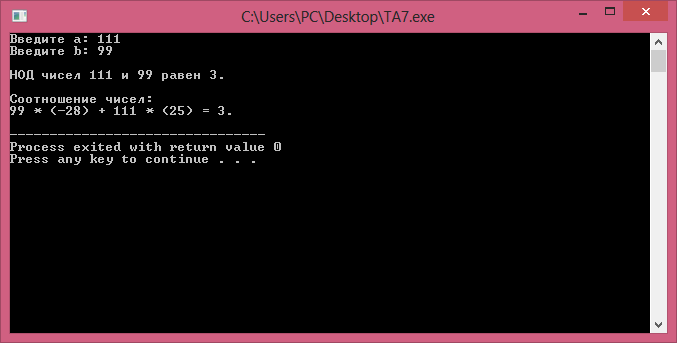 C:\Users\PC\Desktop\TA7.exe
Введите a: 111
Введите b: 99
НОД чисел 111 и 99 равен 3.
Соотношение чисел:
99 * (-28) + 111 * (25) = 3.
--------------------------------
Process exited with return value 0
Press any key to continue . . .